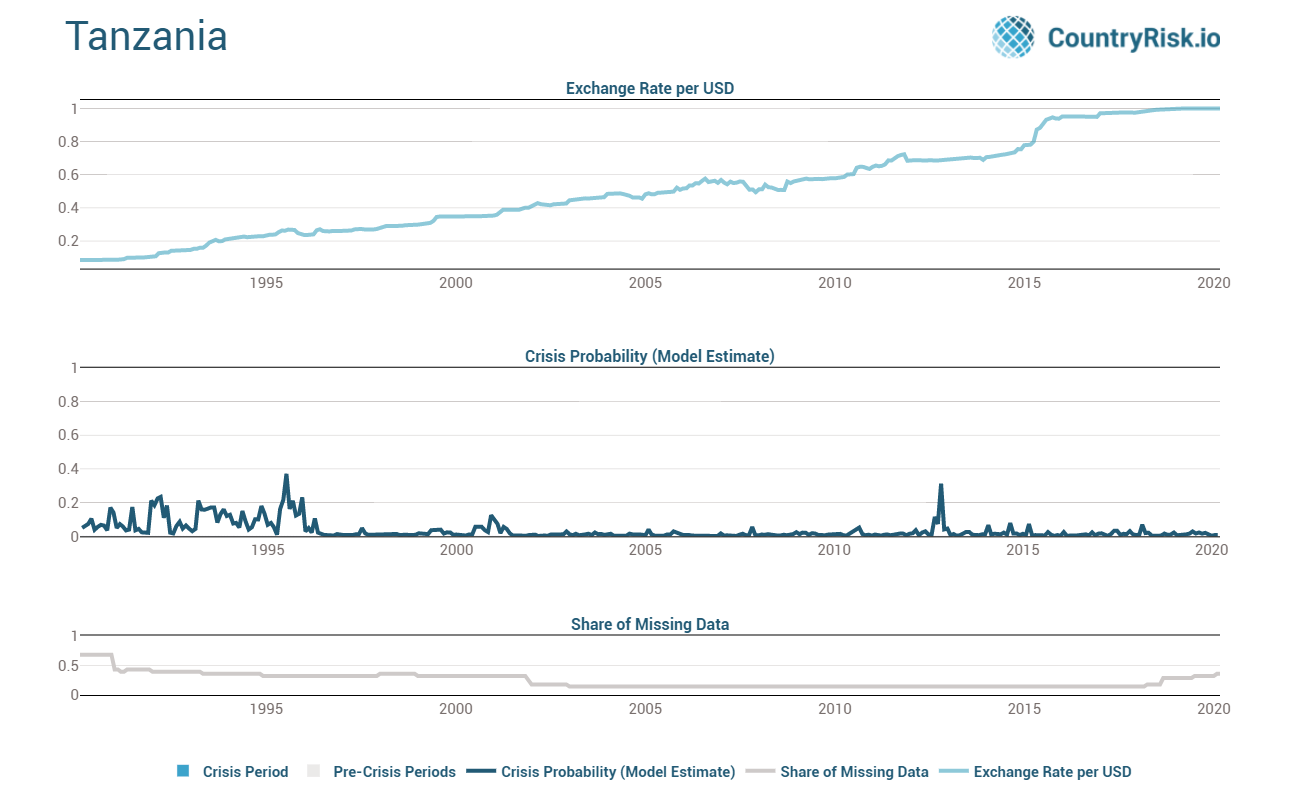 Tanzania
CountryRisk.io
Exchange Rate per USD
1
0.8
0.6
0.4
0.2
1995 2000 2005 2010 2015 2020
Crisis Probability (Model Estimate)
1
0.8
0.6
0.4
0.2
0
1995 2000 2005 2010 2015 2020
Share of Missing Data
1
0.5
0
1995 2000 2005 2010 2015 2020
Crisis Period Pre-Crisis Periods Crisis Probability (Model Estimate) Share of Missing Data Exchange Rate per USD